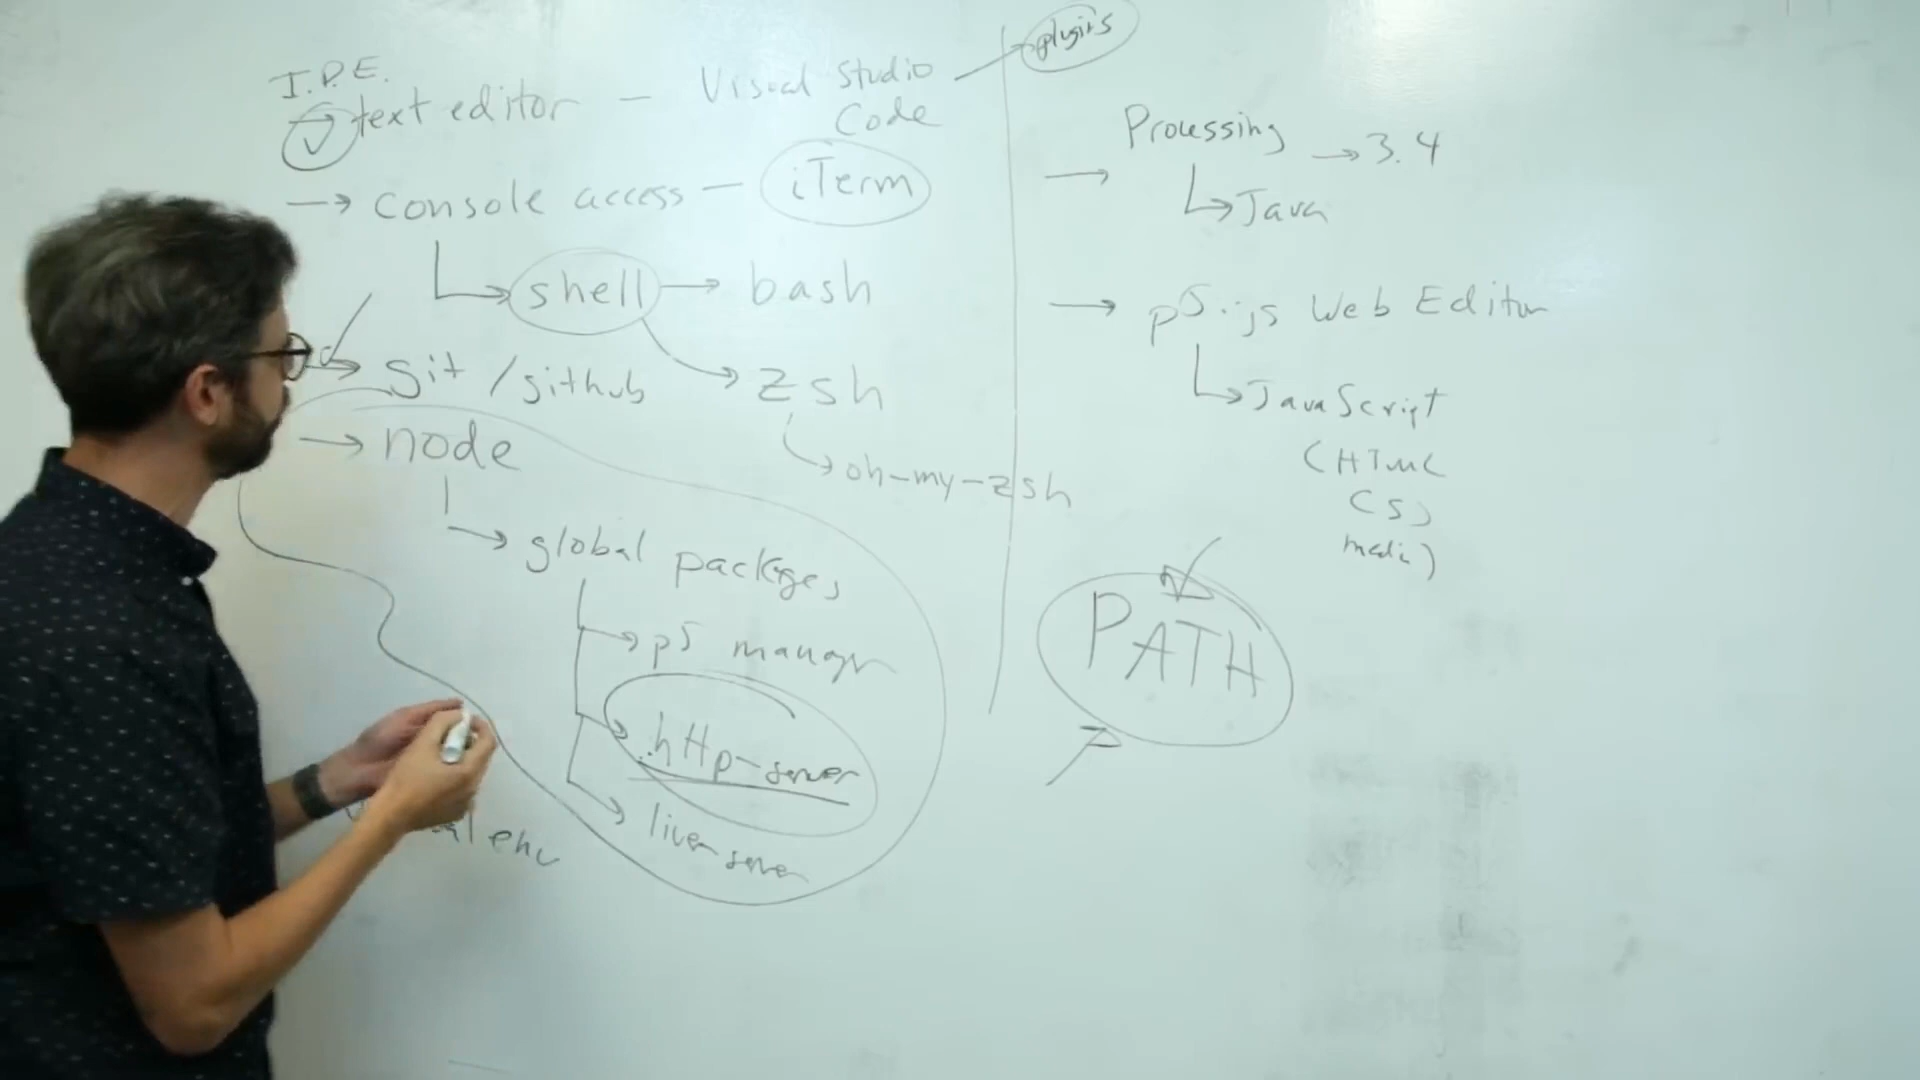 I.D.E.
text editor — Visual Studio
Code
plugins
→ console access — iTerm
↳ shell → bash
→ git / github → zsh
↳ oh-my-zsh
→ node
↳ global packages
→ p5 manager
→ http-server
→ live server
env
→ Processing → 3.4
↳ Java
→ p5.js Web Editor
↳ JavaScript
(HTML
CSS
media)
PATH